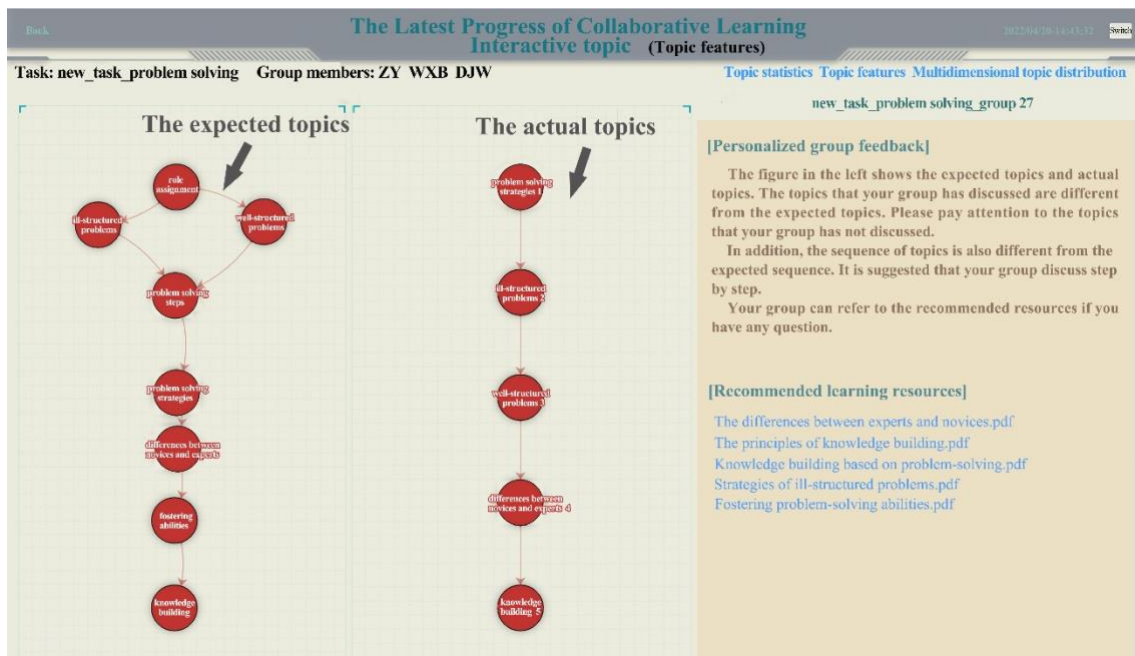 Back
The Latest Progress of Collaborative Learning
Interactive topic (Topic features)
2022/04/20-14:43:32
Switch
Task: new_task_problem solving Group members: ZY WXB DJW
Topic statistics Topic features Multidimensional topic distribution
The expected topics
role
assignment
ill-structured
problems
well-structured
problems
problem solving
steps
problem solving
strategies
differences between
novices and experts
fostering
abilities
knowledge
building
The actual topics
problem solving
strategies 1
ill-structured
problems 2
well-structured
problems 3
differences between
novices and experts 4
knowledge
building 5
new_task_problem solving_group 27
[Personalized group feedback]
The figure in the left shows the expected topics and actual
topics. The topics that your group has discussed are different
from the expected topics. Please pay attention to the topics
that your group has not discussed.
In addition, the sequence of topics is also different from the
expected sequence. It is suggested that your group discuss step
by step.
Your group can refer to the recommended resources if you
have any question.
[Recommended learning resources]
The differences between experts and novices.pdf
The principles of knowledge building.pdf
Knowledge building based on problem-solving.pdf
Strategies of ill-structured problems.pdf
Fostering problem-solving abilities.pdf